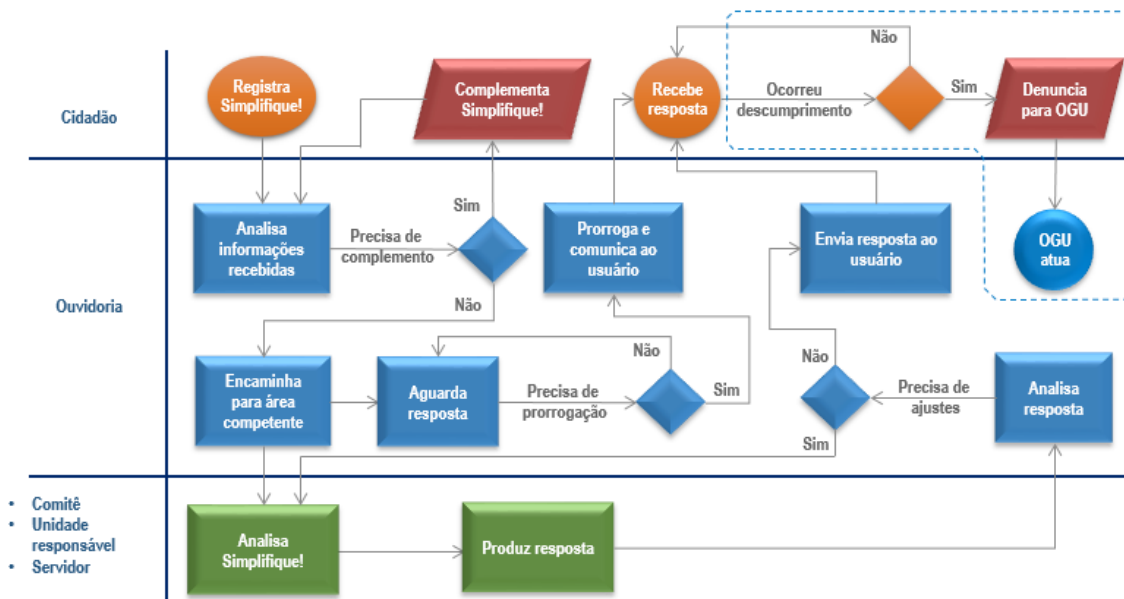 Cidadão
Registra
Simplifique!
Complementa
Simplifique!
Recebe
resposta
Ocorreu
descumprimento
Não
Sim
Denuncia
para OGU
Ouvidoria
Analisa
informações
recebidas
Precisa de
complemento
Sim
Não
Prorroga e
comunica ao
usuário
Envia resposta ao
usuário
OGU
atua
Encaminha
para área
competente
Aguarda
resposta
Precisa de
prorrogação
Não
Sim
Não
Sim
Precisa de
ajustes
Analisa
resposta
• Comitê
• Unidade
responsável
• Servidor
Analisa
Simplifique!
Produz resposta